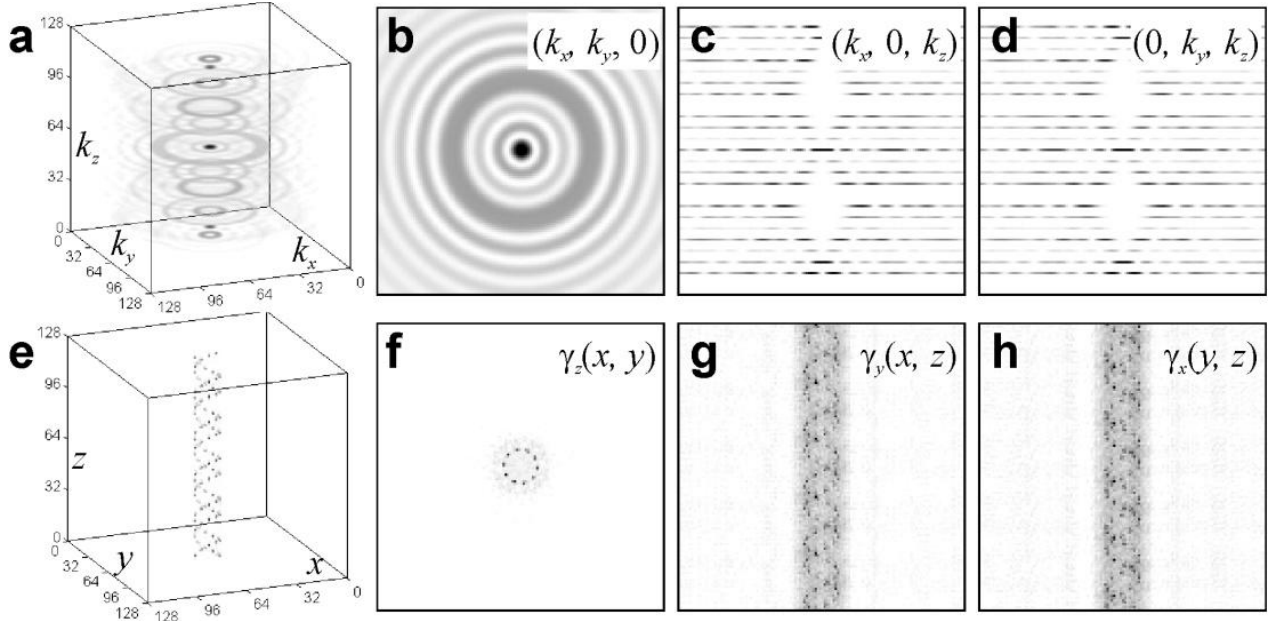 a
128
96
64
32
0
k_z
0
32
64
96
128
k_y
128
96
64
32
0
k_x
b
(k_x, k_y, 0)
c
(k_x, 0, k_z)
d
(0, k_y, k_z)
e
128
96
64
32
0
z
0
32
64
96
128
y
128
96
64
32
0
x
f
γ_z(x, y)
g
γ_y(x, z)
h
γ_x(y, z)